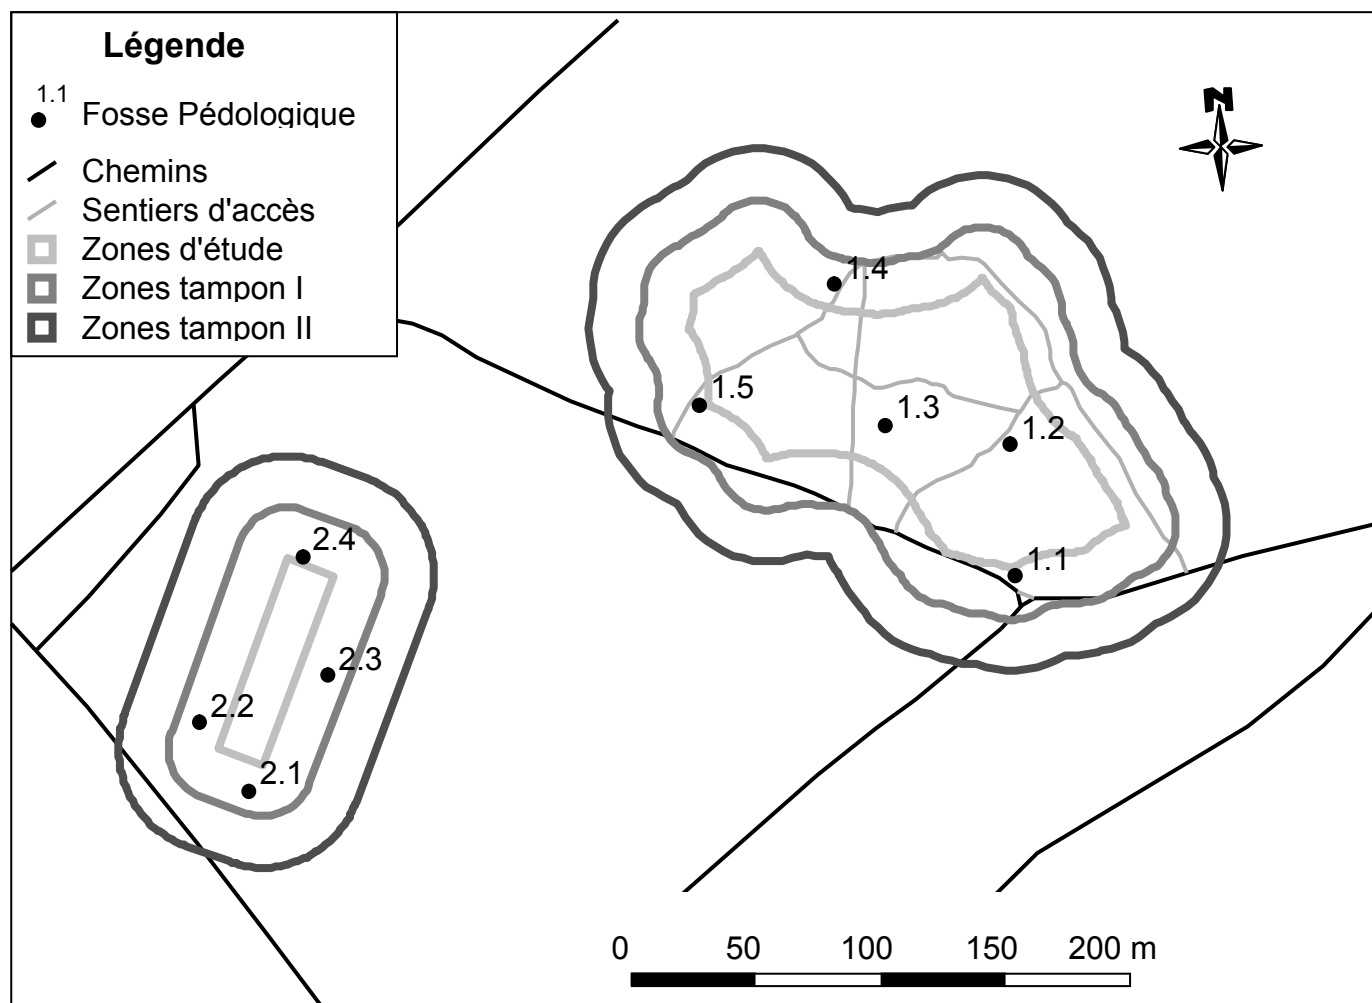 Légende
1.1
Fosse Pédologique
Chemins
Sentiers d'accès
Zones d'étude
Zones tampon I
Zones tampon II
N
1.4
1.5
1.3
1.2
1.1
2.4
2.3
2.2
2.1
0 50 100 150 200 m